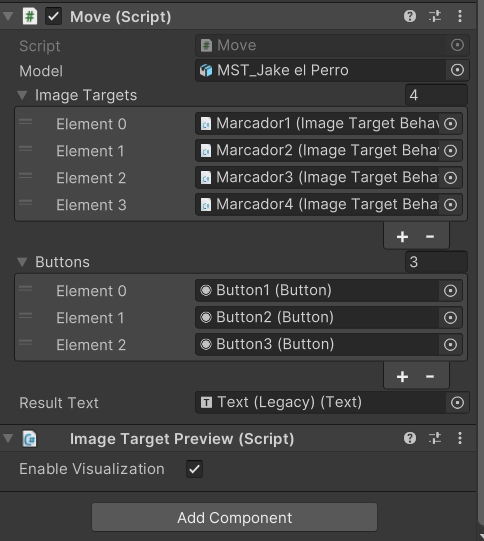 Move (Script)
Script Move
Model MST_Jake el Perro
Image Targets 4
Element 0 Marcador1 (Image Target Behav
Element 1 Marcador2 (Image Target Beha
Element 2 Marcador3 (Image Target Beha
Element 3 Marcador4 (Image Target Beha
+ -
Buttons 3
Element 0 Button1 (Button)
Element 1 Button2 (Button)
Element 2 Button3 (Button)
+ -
Result Text T Text (Legacy) (Text)
Image Target Preview (Script)
Enable Visualization
Add Component